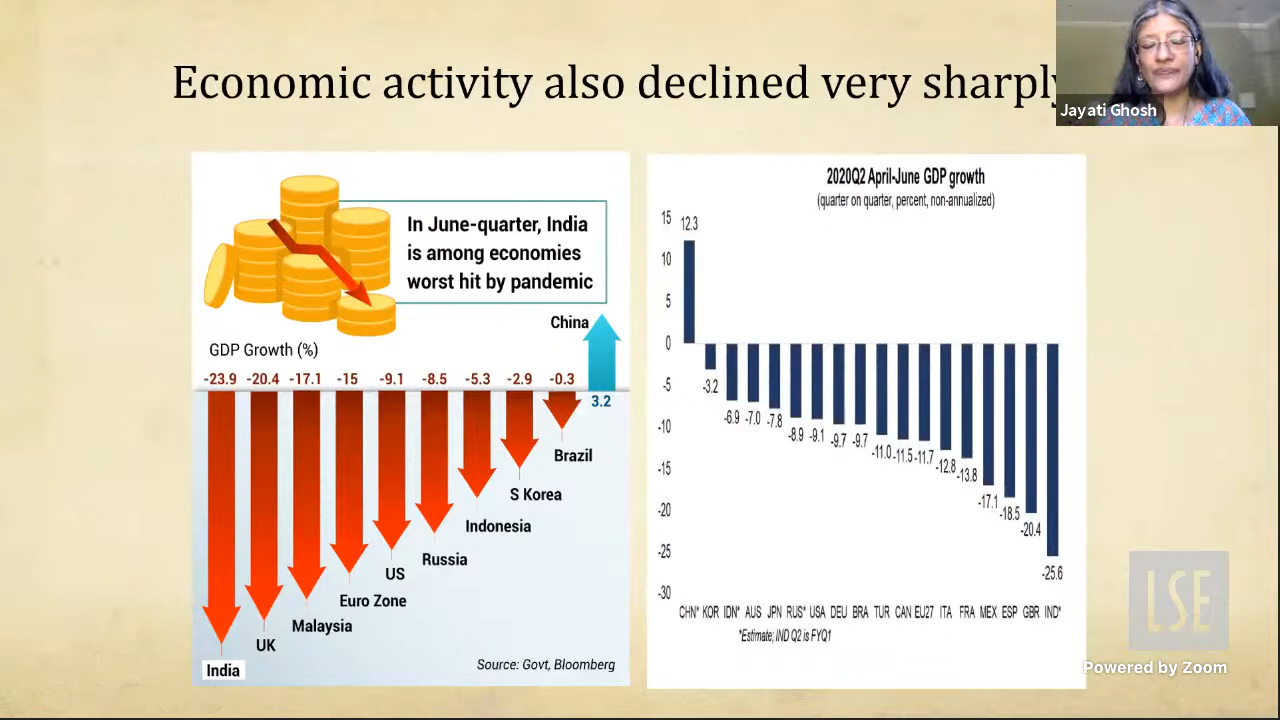 Economic activity also declined very sharply
Jayati Ghosh
In June-quarter, India
is among economies
worst hit by pandemic
China
GDP Growth (%)
-23.9 -20.4 -17.1 -15 -9.1 -8.5 -5.3 -2.9 -0.3
3.2
Brazil
S Korea
Indonesia
Russia
US
Euro Zone
Malaysia
UK
India
Source: Govt, Bloomberg
2020Q2 April-June GDP growth
(quarter on quarter, percent, non-annualized)
15
10
5
0
-5
-10
-15
-20
-25
-30
12.3
-3.2
-6.9
-7.0
-7.8
-8.9
-9.1
-9.7
-9.7
-11.0
-11.5
-11.7
-12.8
-13.8
-17.1
-18.5
-20.4
-25.6
CHN* KOR IDN* AUS JPN RUS* USA DEU BRA TUR CAN EU27 ITA FRA MEX ESP GBR IND*
*Estimate; IND Q2 is FYQ1
LSE
Powered by Zoom